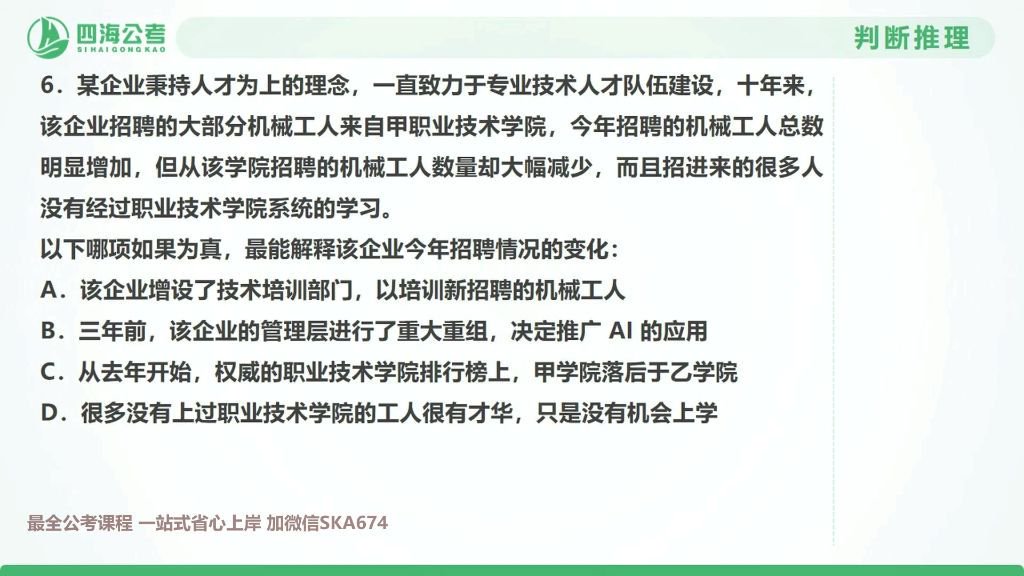 四海公考
SIHAIGONGKAO
判断推理
6．某企业秉持人才为上的理念，一直致力于专业技术人才队伍建设，十年来，
该企业招聘的大部分机械工人来自甲职业技术学院，今年招聘的机械工人总数
明显增加，但从该学院招聘的机械工人数量却大幅减少，而且招进来的很多人
没有经过职业技术学院系统的学习。
以下哪项如果为真，最能解释该企业今年招聘情况的变化：
A．该企业增设了技术培训部门，以培训新招聘的机械工人
B．三年前，该企业的管理层进行了重大重组，决定推广 AI 的应用
C．从去年开始，权威的职业技术学院排行榜上，甲学院落后于乙学院
D．很多没有上过职业技术学院的工人很有才华，只是没有机会上学
最全公考课程 一站式省心上岸 加微信SKA674